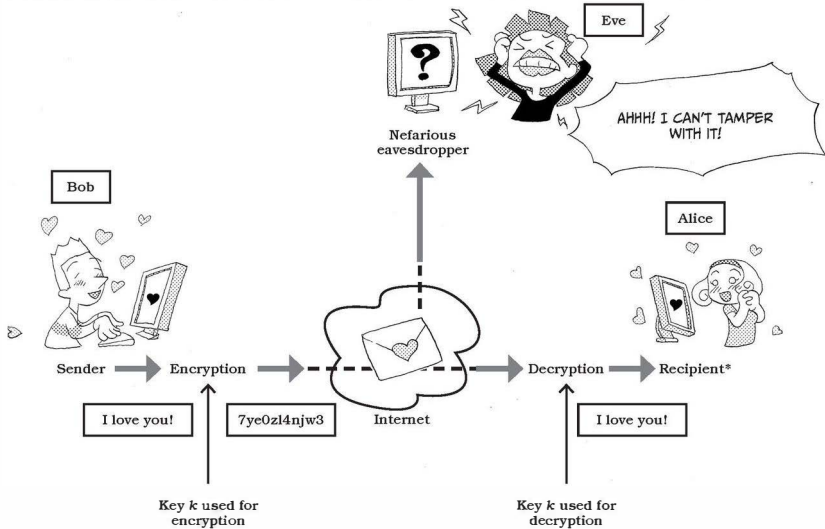 Eve
?
AHHH! I CAN'T TAMPER
WITH IT!
Nefarious
eavesdropper
Bob
Alice
Sender
Encryption
Internet
Decryption
Recipient*
I love you!
7ye0zl4njw3
I love you!
Key k used for
encryption
Key k used for
decryption